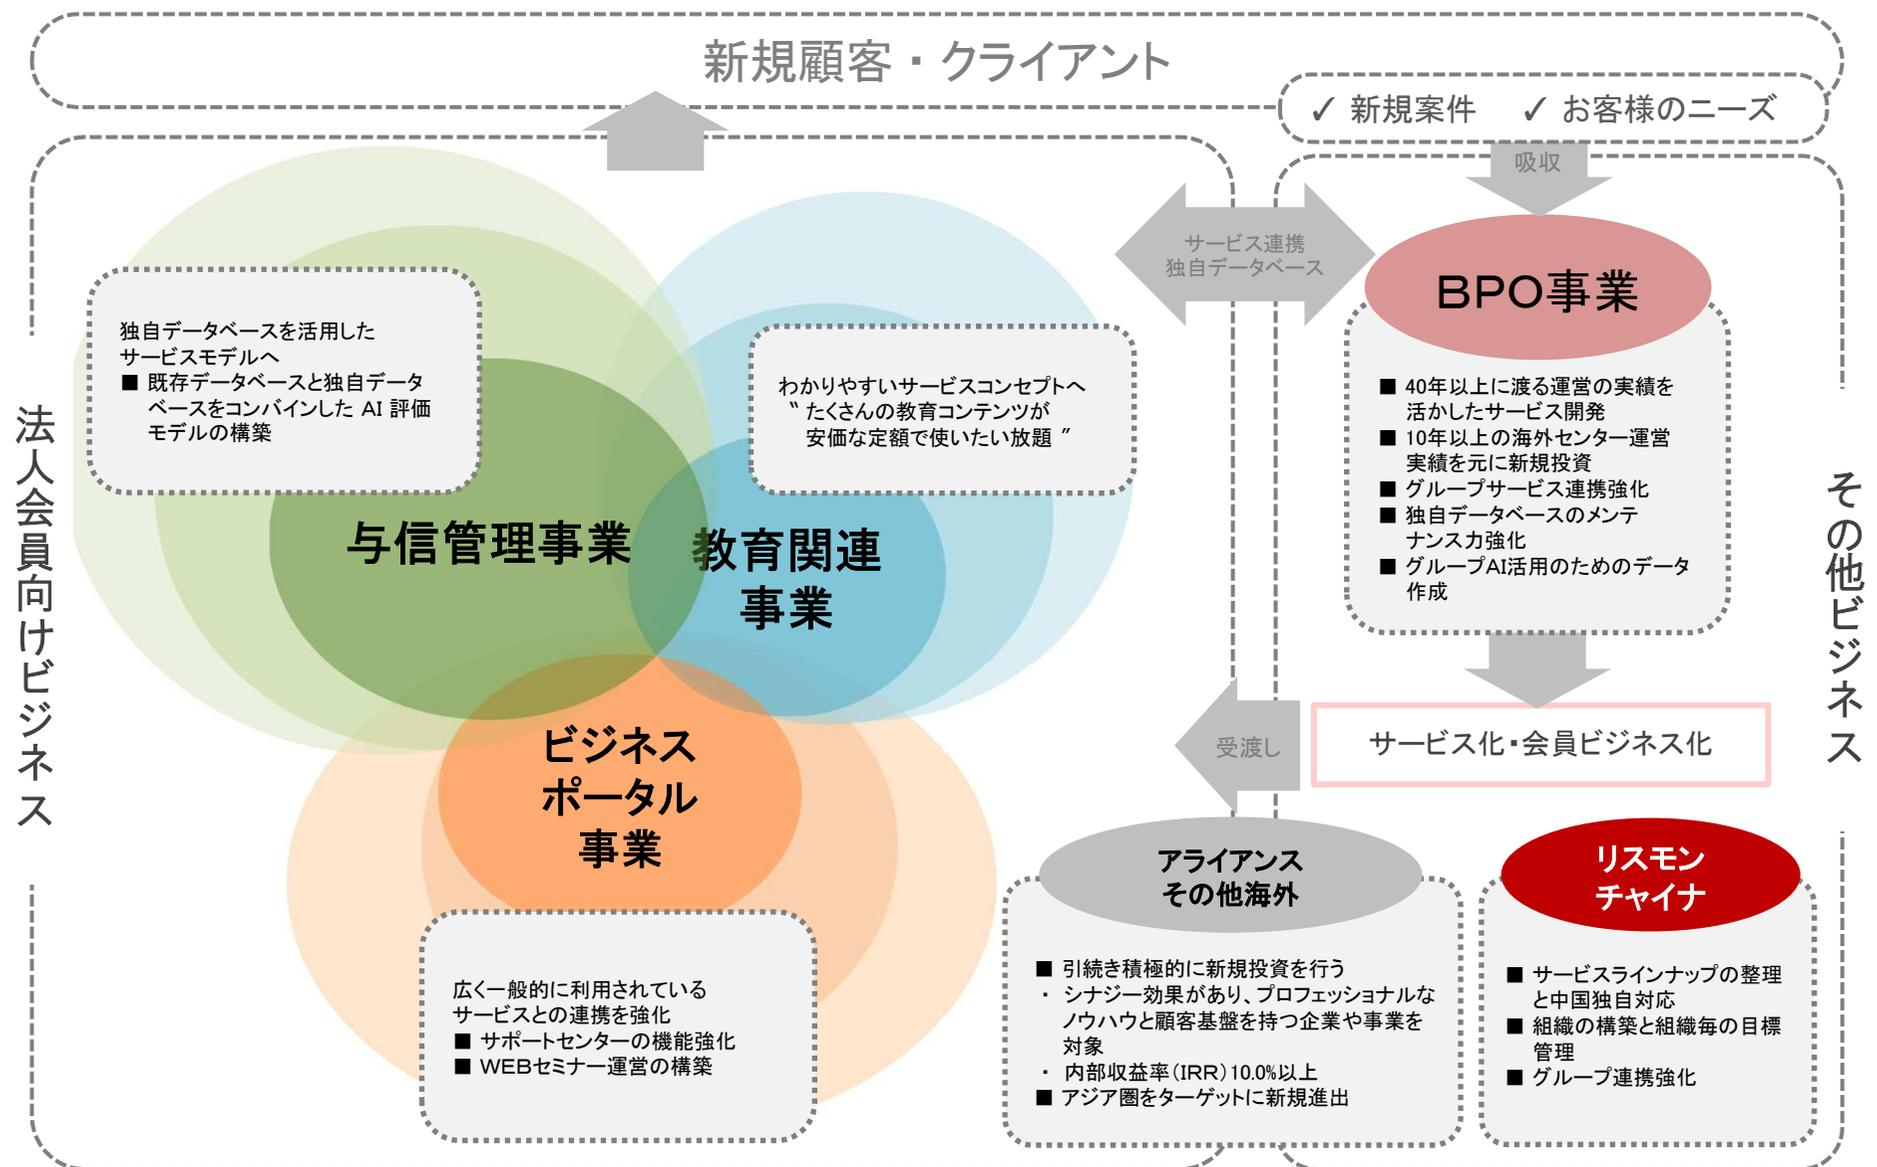 新規顧客・クライアント
✓ 新規案件 ✓ お客様のニーズ
吸収
サービス連携
独自データベース
法人会員向けビジネス
独自データベースを活用した
サービスモデルへ
■ 既存データベースと独自データ
ベースをコンバインした AI 評価
モデルの構築
わかりやすいサービスコンセプトへ
〝たくさんの教育コンテンツが
安価な定額で使いたい放題〞
与信管理事業
教育関連
事業
ビジネス
ポータル
事業
広く一般的に利用されている
サービスとの連携を強化
■ サポートセンターの機能強化
■ WEBセミナー運営の構築
BPO事業
■ 40年以上に渡る運営の実績を
活かしたサービス開発
■ 10年以上の海外センター運営
実績を元に新規投資
■ グループサービス連携強化
■ 独自データベースのメンテ
ナンス力強化
■ グループAI活用のためのデータ
作成
その他ビジネス
受渡し
サービス化・会員ビジネス化
アライアンス
その他海外
■ 引続き積極的に新規投資を行う
・ シナジー効果があり、プロフェッショナルな
ノウハウと顧客基盤を持つ企業や事業を
対象
・ 内部収益率(IRR)10.0%以上
■ アジア圏をターゲットに新規進出
リスモン
チャイナ
■ サービスラインナップの整理
と中国独自対応
■ 組織の構築と組織毎の目標
管理
■ グループ連携強化